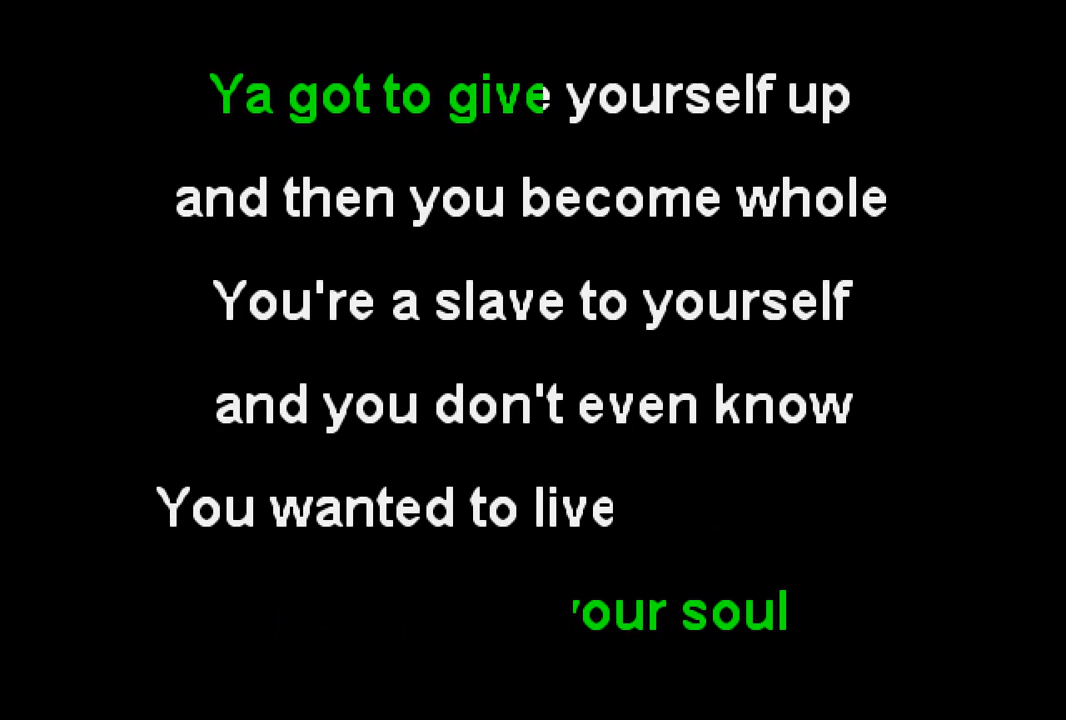 Ya got to give yourself up
and then you become whole
You're a slave to yourself
and you don't even know
You wanted to live
our soul